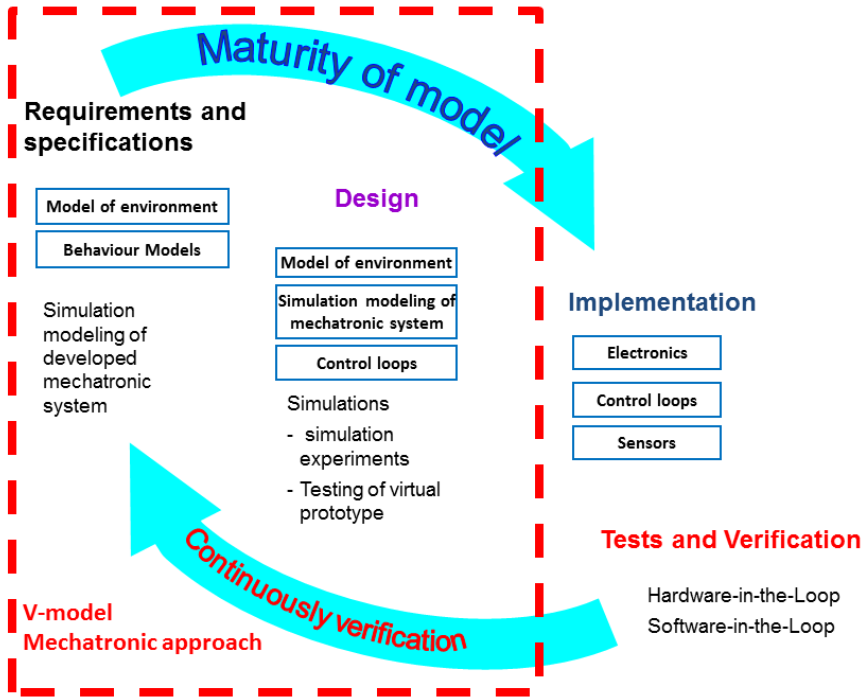 Maturity of model
Requirements and
specifications
Model of environment
Behaviour Models
Simulation
modeling of
developed
mechatronic
system
Design
Model of environment
Simulation modeling of
mechatronic system
Control loops
Simulations
- simulation
experiments
- Testing of virtual
prototype
Implementation
Electronics
Control loops
Sensors
Tests and Verification
Hardware-in-the-Loop
Software-in-the-Loop
Continuously verification
V-model
Mechatronic approach